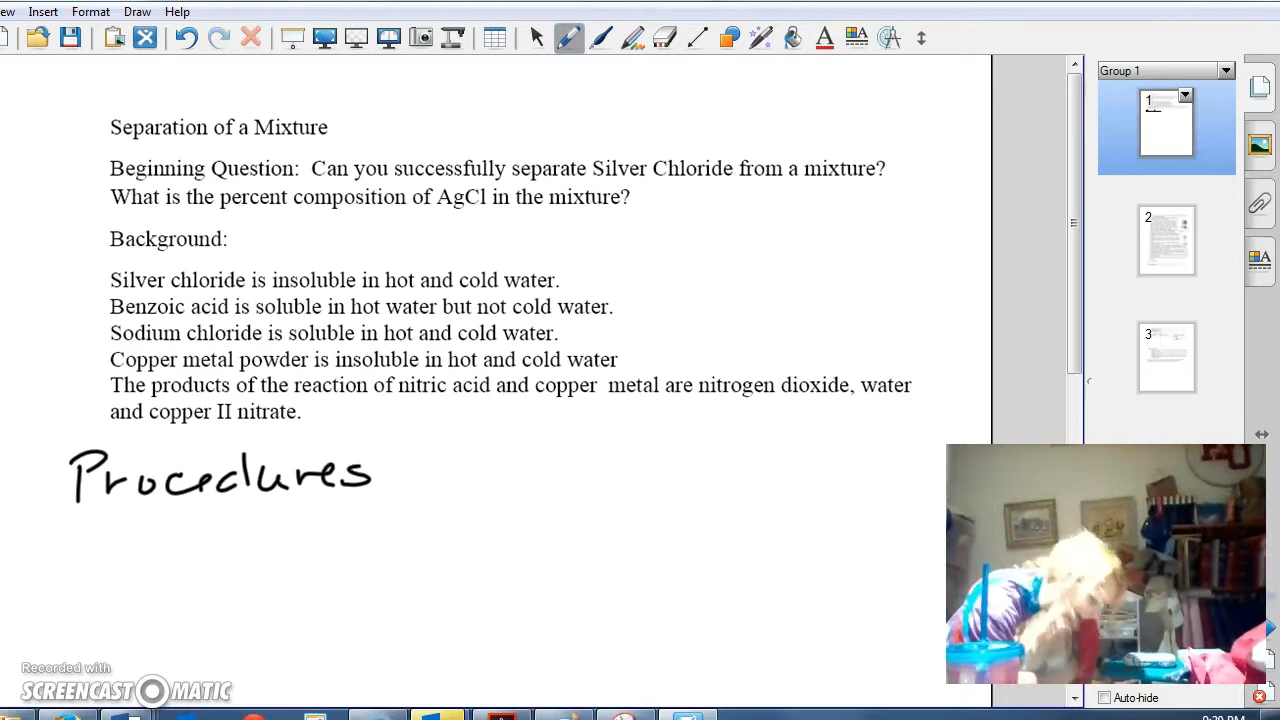 ew Insert Format Draw Help
Group 1
1
2
3
Separation of a Mixture
Beginning Question: Can you successfully separate Silver Chloride from a mixture?
What is the percent composition of AgCl in the mixture?
Background:
Silver chloride is insoluble in hot and cold water.
Benzoic acid is soluble in hot water but not cold water.
Sodium chloride is soluble in hot and cold water.
Copper metal powder is insoluble in hot and cold water
The products of the reaction of nitric acid and copper metal are nitrogen dioxide, water
and copper II nitrate.
Procedures
Recorded with
SCREENCAST O MATIC
Auto-hide